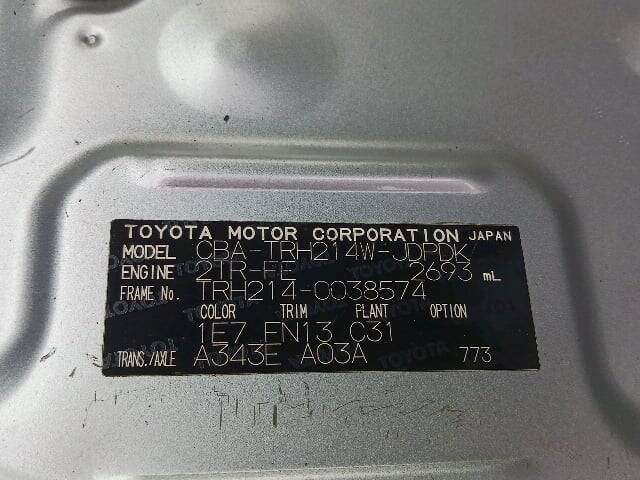 TOYOTA MOTOR CORPORATION JAPAN
MODEL CBA-TRH214W-JDPDK
ENGINE 2TR-FE 2693 mL
FRAME No. TRH214-0038574
COLOR TRIM PLANT OPTION
1E7 FN13 C31
TRANS./AXLE A343E A03A 773